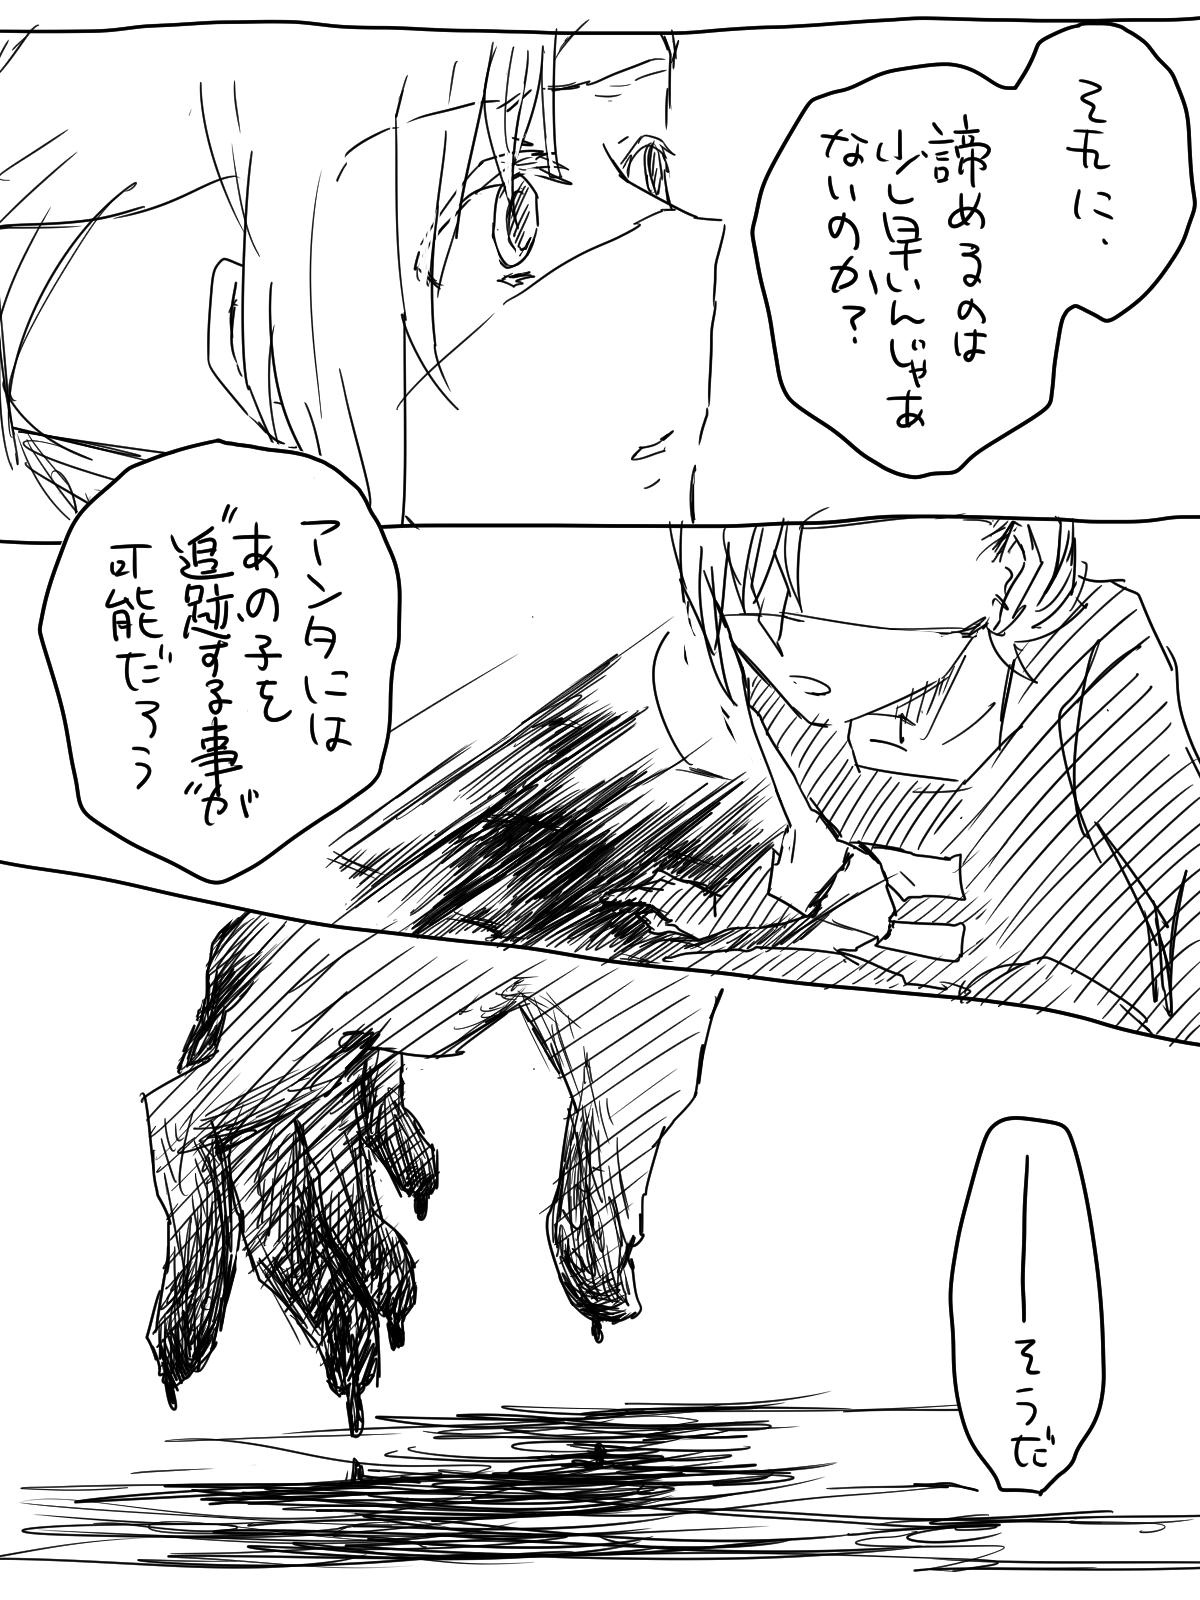 それに、
諦めるのは
少し早いんじゃあ
ないのか?
アンタには
あの子を
"追跡する事"が
可能だろう
――そうだ